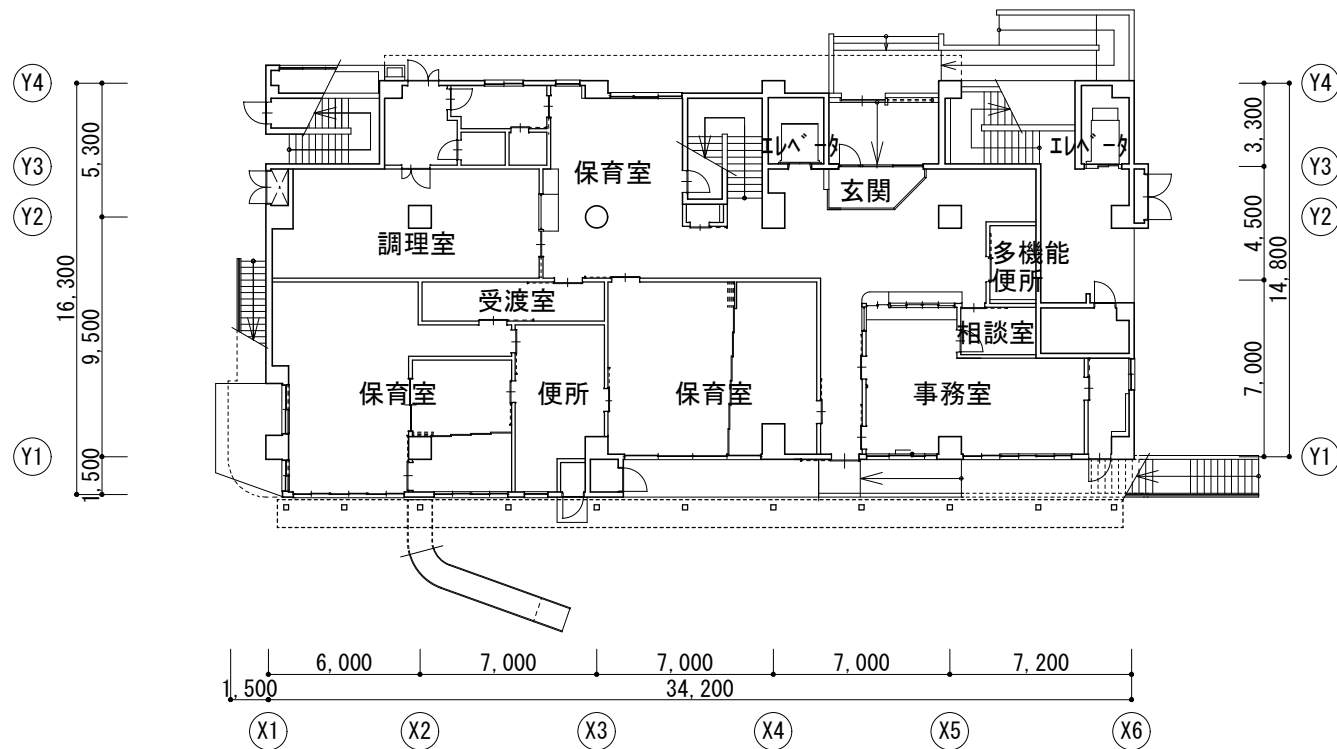 Y4
Y3
Y2
Y1
5,300
9,500
1,500
16,300
エレベータ
エレベータ
保育室
玄関
調理室
多機能
便所
受渡室
相談室
保育室
便所
保育室
事務室
Y4
Y3
Y2
Y1
3,300
4,500
7,000
14,800
6,000
7,000
7,000
7,000
7,200
1,500
34,200
X1
X2
X3
X4
X5
X6